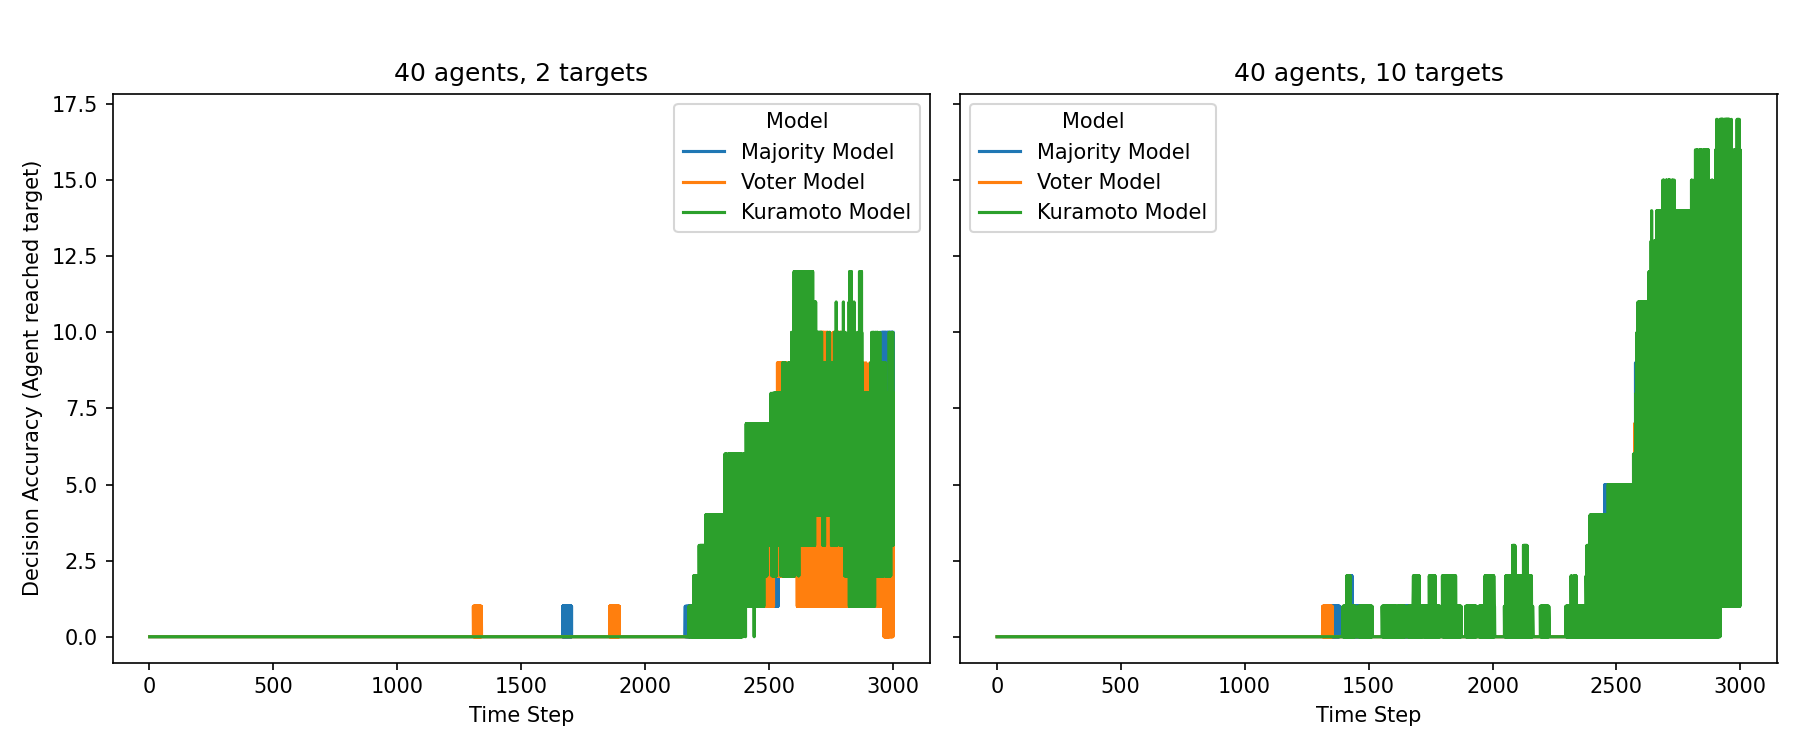 40 agents, 2 targets
Decision Accuracy (Agent reached target)
17.5
15.0
12.5
10.0
7.5
5.0
2.5
0.0
Model
Majority Model
Voter Model
Kuramoto Model
0 500 1000 1500 2000 2500 3000
Time Step
40 agents, 10 targets
Model
Majority Model
Voter Model
Kuramoto Model
0 500 1000 1500 2000 2500 3000
Time Step